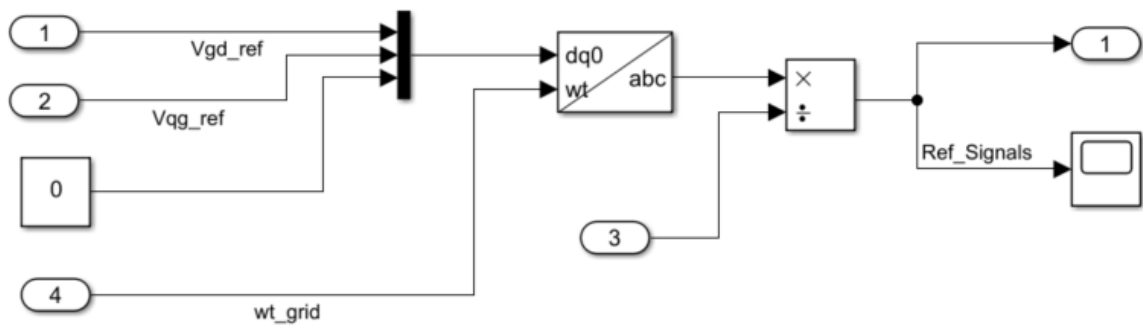 1
Vgd_ref
2
Vqg_ref
0
4
wt_grid
dq0
wt
abc
3
×
÷
Ref_Signals
1